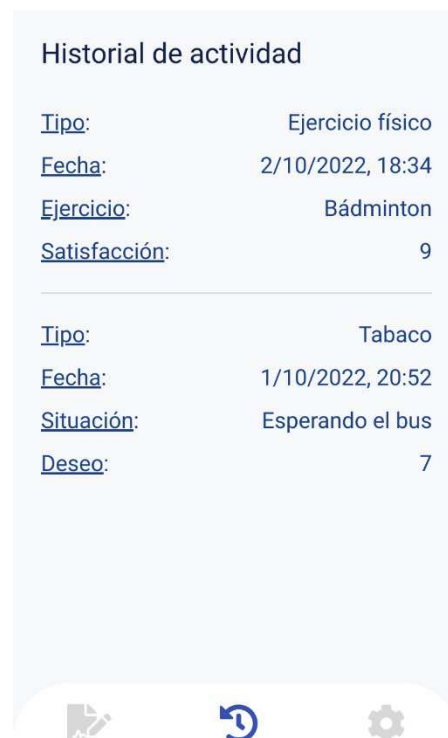 Historial de actividad
Tipo: Ejercicio físico
Fecha: 2/10/2022, 18:34
Ejercicio: Bádminton
Satisfacción: 9
Tipo: Tabaco
Fecha: 1/10/2022, 20:52
Situación: Esperando el bus
Deseo: 7